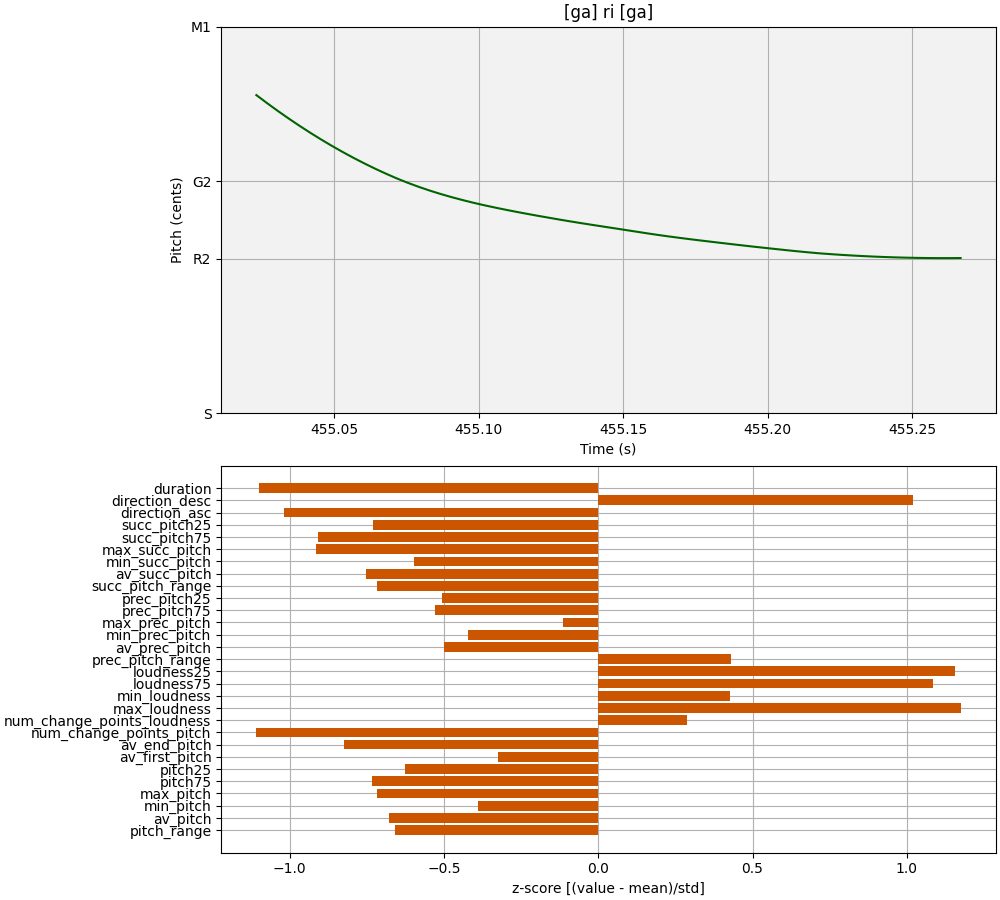 [ga] ri [ga]
M1
G2
R2
S
Pitch (cents)
455.05 455.10 455.15 455.20 455.25
Time (s)
duration
direction_desc
direction_asc
succ_pitch25
succ_pitch75
max_succ_pitch
min_succ_pitch
av_succ_pitch
succ_pitch_range
prec_pitch25
prec_pitch75
max_prec_pitch
min_prec_pitch
av_prec_pitch
prec_pitch_range
loudness25
loudness75
min_loudness
max_loudness
num_change_points_loudness
num_change_points_pitch
av_end_pitch
av_first_pitch
pitch25
pitch75
max_pitch
min_pitch
av_pitch
pitch_range
−1.0 −0.5 0.0 0.5 1.0
z-score [(value - mean)/std]